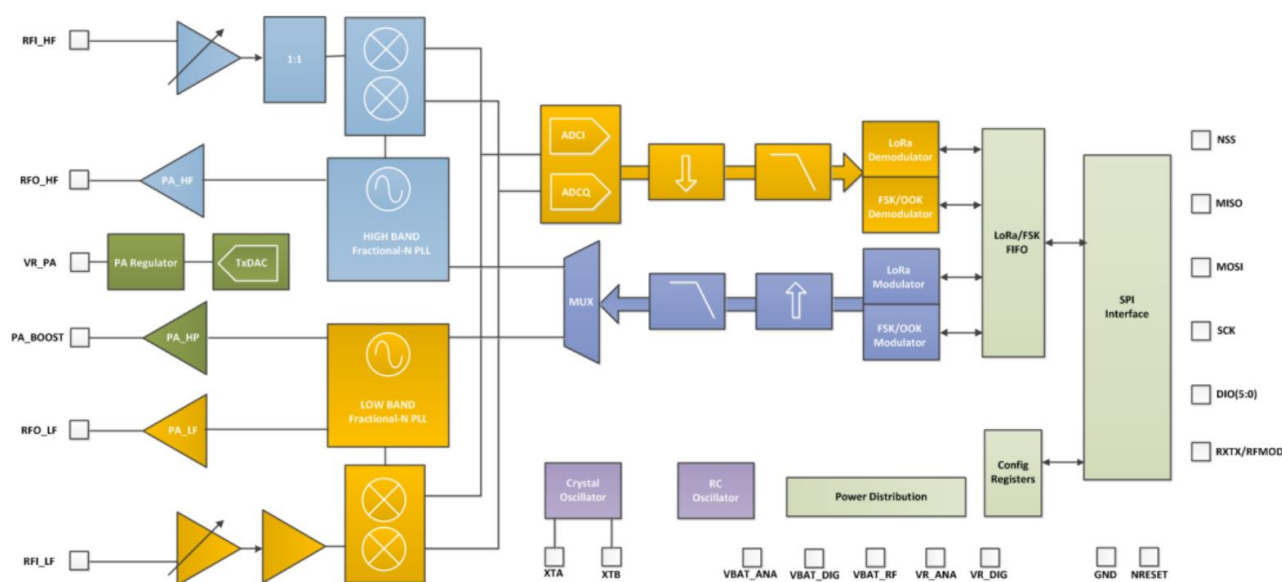 RFI_HF
1:1
RFO_HF
PA_HF
HIGH BAND
Fractional-N PLL
VR_PA
PA Regulator
TxDAC
PA_BOOST
PA_HP
RFO_LF
PA_LF
LOW BAND
Fractional-N PLL
RFI_LF
ADCI
ADCQ
MUX
LoRa
Demodulator
FSK/OOK
Demodulator
LoRa
Modulator
FSK/OOK
Modulator
LoRa/FSK
FIFO
SPI
Interface
Config
Registers
NSS
MISO
MOSI
SCK
DIO(5:0)
RXTX/RFMOD
Crystal
Oscillator
RC
Oscillator
Power Distribution
XTA
XTB
VBAT_ANA
VBAT_DIG
VBAT_RF
VR_ANA
VR_DIG
GND
NRESET